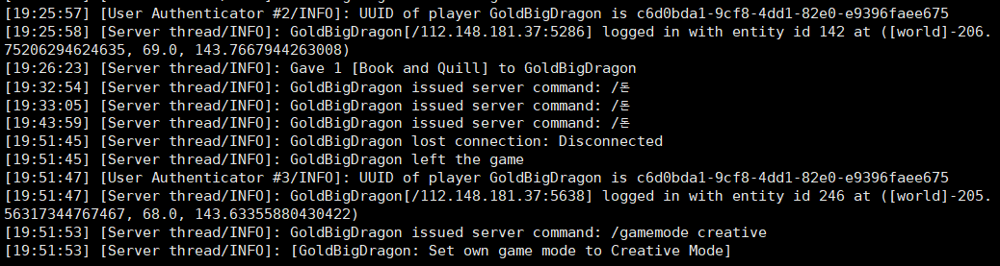 [19:25:57] [User Authenticator #2/INFO]: UUID of player GoldBigDragon is c6d0bda1-9cf8-4dd1-82e0-e9396faee675
[19:25:58] [Server thread/INFO]: GoldBigDragon[/112.148.181.37:5286] logged in with entity id 142 at ([world]-206.
75206294624635, 69.0, 143.7667944263008)
[19:26:23] [Server thread/INFO]: Gave 1 [Book and Quill] to GoldBigDragon
[19:32:54] [Server thread/INFO]: GoldBigDragon issued server command: /돈
[19:33:05] [Server thread/INFO]: GoldBigDragon issued server command: /돈
[19:43:59] [Server thread/INFO]: GoldBigDragon issued server command: /돈
[19:51:45] [Server thread/INFO]: GoldBigDragon lost connection: Disconnected
[19:51:45] [Server thread/INFO]: GoldBigDragon left the game
[19:51:47] [User Authenticator #3/INFO]: UUID of player GoldBigDragon is c6d0bda1-9cf8-4dd1-82e0-e9396faee675
[19:51:47] [Server thread/INFO]: GoldBigDragon[/112.148.181.37:5638] logged in with entity id 246 at ([world]-205.
56317344767467, 68.0, 143.63355880430422)
[19:51:53] [Server thread/INFO]: GoldBigDragon issued server command: /gamemode creative
[19:51:53] [Server thread/INFO]: [GoldBigDragon: Set own game mode to Creative Mode]